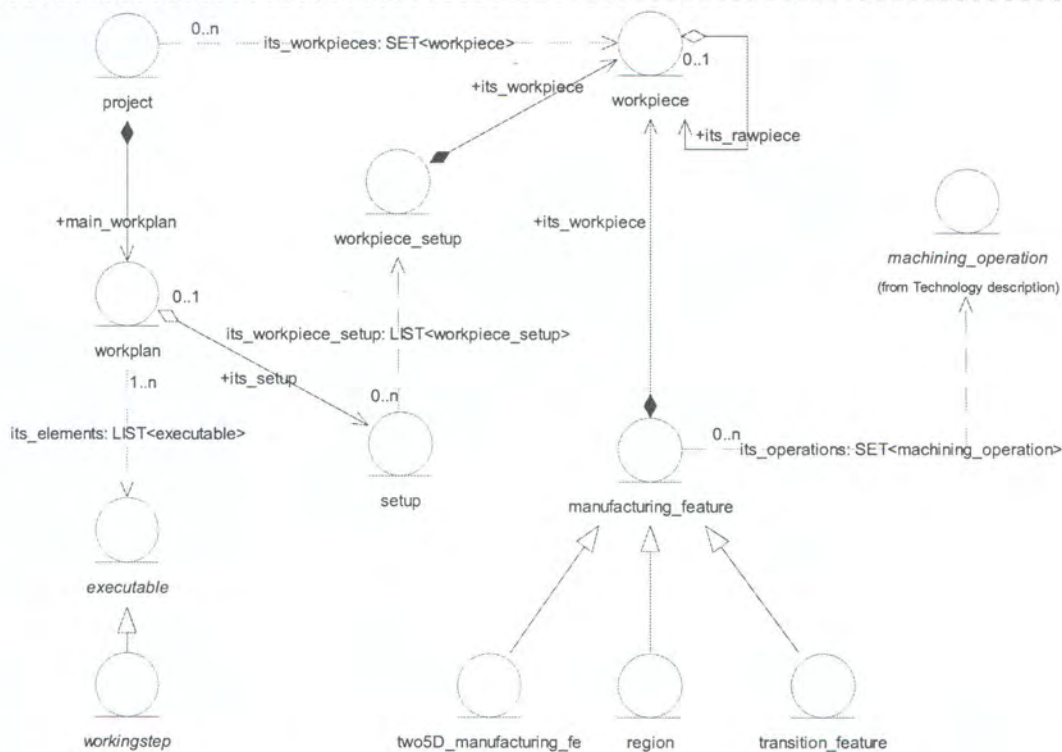 0..n
its_workpieces: SET<workpiece>
0..1
project
workpiece
+its_workpiece
+its_rawpiece
+main_workplan
workpiece_setup
+its_workpiece
machining_operation
(from Technology description)
0..1
workplan
its_workpiece_setup: LIST<workpiece_setup>
1..n
+its_setup
0..n
its_elements: LIST<executable>
0..n
its_operations: SET<machining_operation>
setup
manufacturing_feature
executable
workingstep
two5D_manufacturing_fe
region
transition_feature